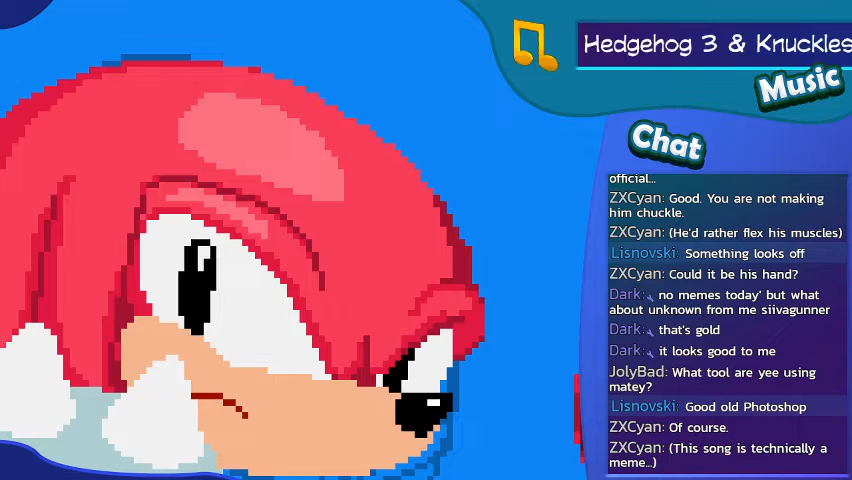 Hedgehog 3 & Knuckles
Music
Chat
official...
ZXCyan: Good. You are not making
him chuckle.
ZXCyan: (He'd rather flex his muscles)
Lisnovski: Something looks off
ZXCyan: Could it be his hand?
Dark: no memes today' but what
about unknown from me siivagunner
Dark: that's gold
Dark: it looks good to me
JolyBad: What tool are yee using
matey?
Lisnovski: Good old Photoshop
ZXCyan: Of course.
ZXCyan: (This song is technically a
meme...)